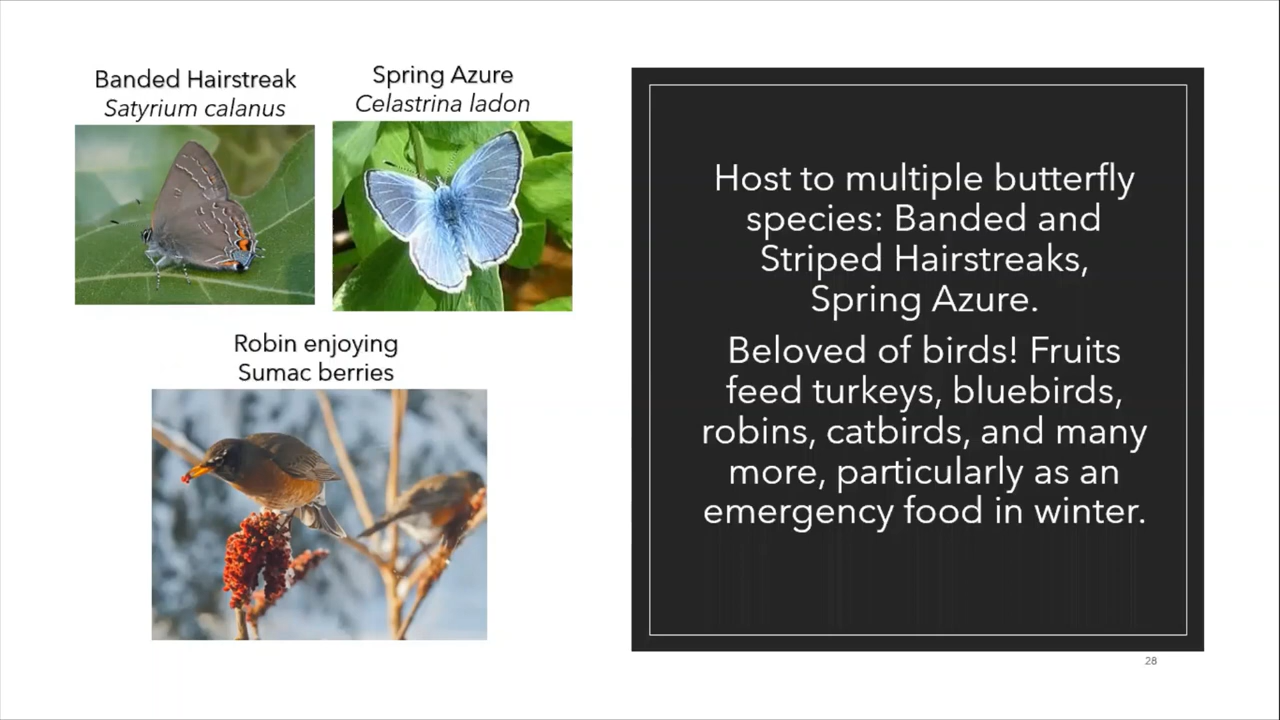 Banded Hairstreak
Satyrium calanus
Spring Azure
Celastrina ladon
Robin enjoying
Sumac berries
Host to multiple butterfly
species: Banded and
Striped Hairstreaks,
Spring Azure.
Beloved of birds! Fruits
feed turkeys, bluebirds,
robins, catbirds, and many
more, particularly as an
emergency food in winter.
28